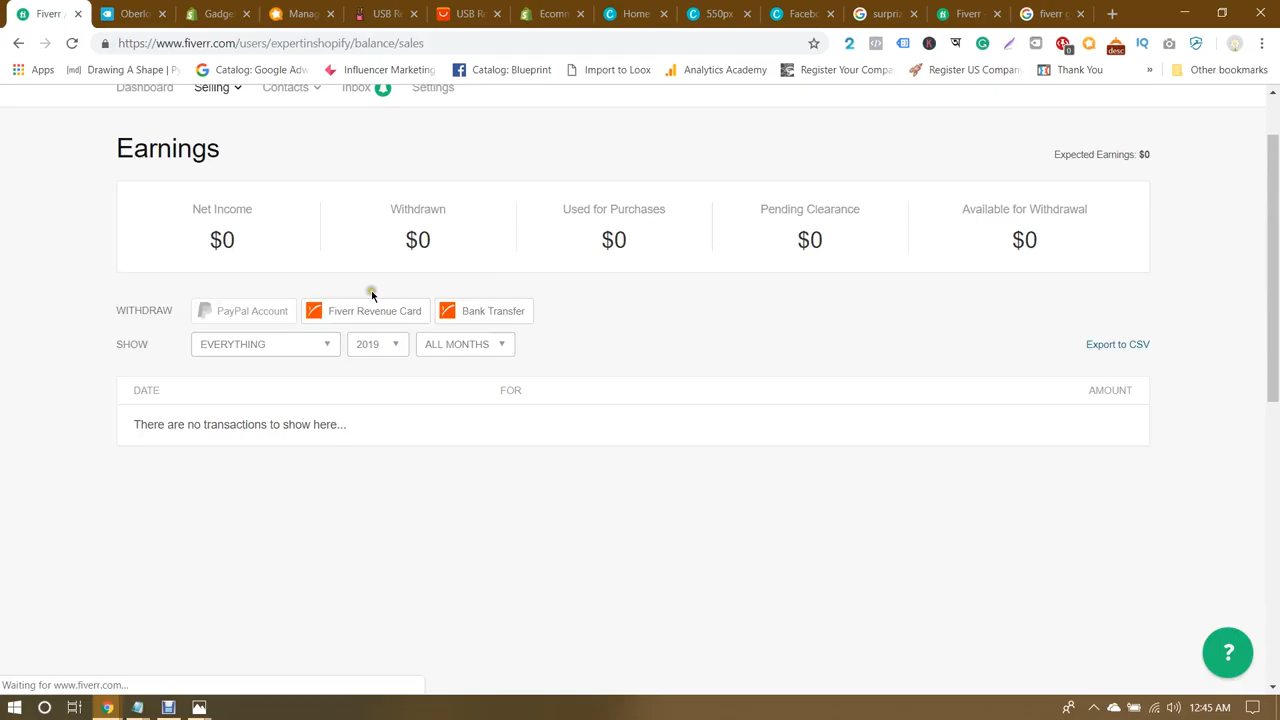 Fiverr
Oberlo
Gadge
Manag
USB Re
USB Re
Ecomm
Home
550px
Facebo
surpriz
Fiverr
fiverr g
https://www.fiverr.com/users/expertinshopify/balance/sales
Apps
Drawing A Shape | Py
Catalog: Google Adw
Influencer Marketing
Catalog: Blueprint
Import to Loox
Analytics Academy
Register Your Compa
Register US Company
Thank You
»
Other bookmarks
Dashboard
Selling
Contacts
Inbox
Settings
Earnings
Expected Earnings: $0
Net Income
Withdrawn
Used for Purchases
Pending Clearance
Available for Withdrawal
$0
$0
$0
$0
$0
WITHDRAW
PayPal Account
Fiverr Revenue Card
Bank Transfer
SHOW
EVERYTHING
2019
ALL MONTHS
Export to CSV
DATE
FOR
AMOUNT
There are no transactions to show here...
?
Waiting for www.fiverr.com...
12:45 AM